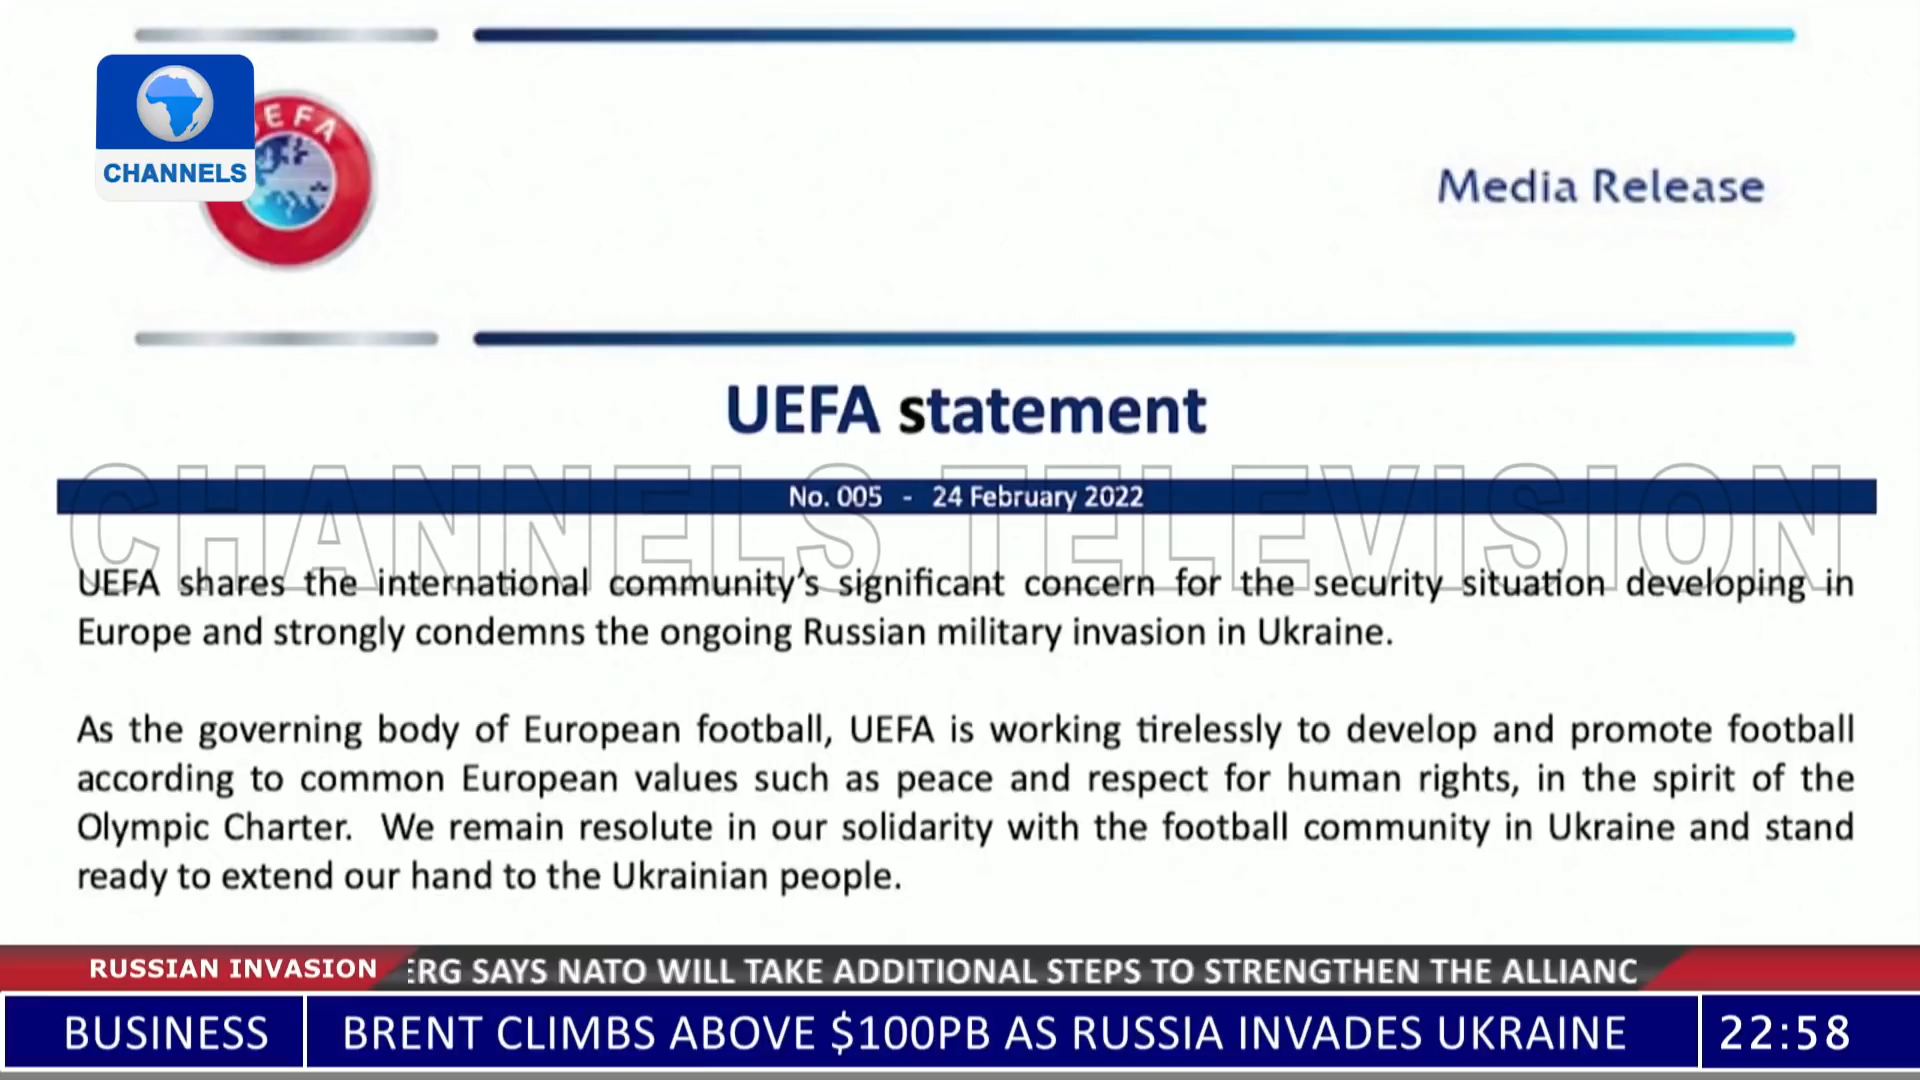 CHANNELS
EFA
Media Release
UEFA statement
CHANNELS TELEVISION
No. 005 - 24 February 2022
UEFA shares the international community's significant concern for the security situation developing in
Europe and strongly condemns the ongoing Russian military invasion in Ukraine.
As the governing body of European football, UEFA is working tirelessly to develop and promote football
according to common European values such as peace and respect for human rights, in the spirit of the
Olympic Charter. We remain resolute in our solidarity with the football community in Ukraine and stand
ready to extend our hand to the Ukrainian people.
RUSSIAN INVASION
ERG SAYS NATO WILL TAKE ADDITIONAL STEPS TO STRENGTHEN THE ALLIANC
BUSINESS
BRENT CLIMBS ABOVE $100PB AS RUSSIA INVADES UKRAINE
22:58